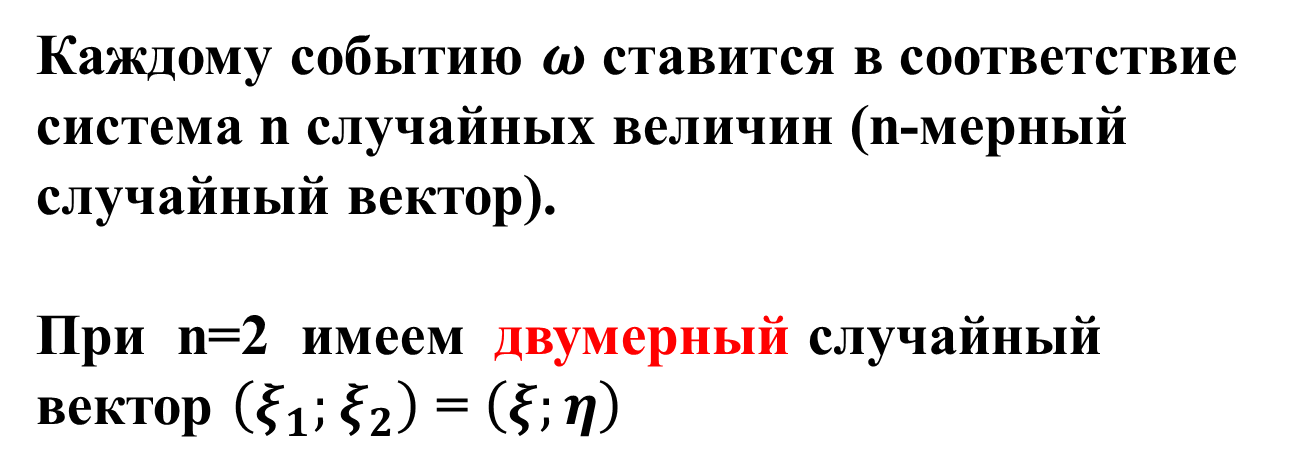 Каждому событию ω ставится в соответствие
система n случайных величин (n-мерный
случайный вектор).
При n=2 имеем двумерный случайный
вектор (ξ₁; ξ₂) = (ξ; η)